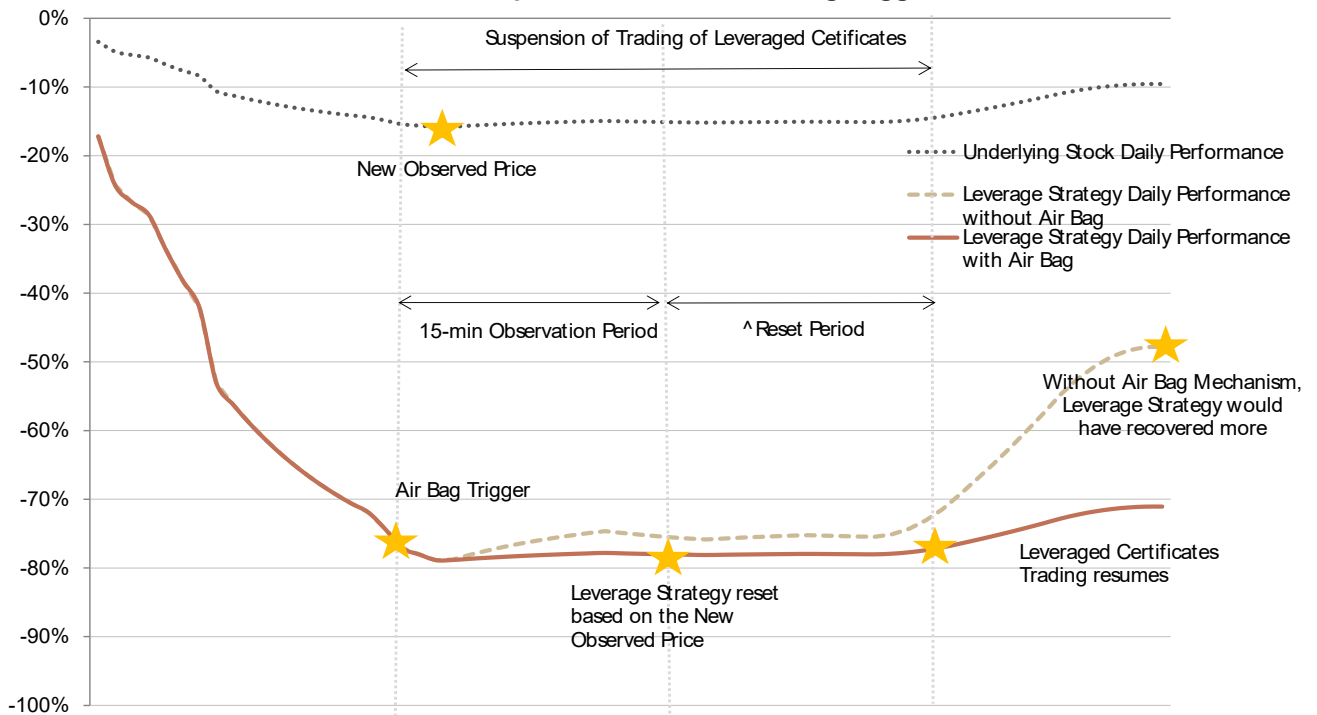 0%
Suspension of Trading of Leveraged Cetificates
-10%
New Observed Price
Underlying Stock Daily Performance
-20%
Leverage Strategy Daily Performance
without Air Bag
-30%
Leverage Strategy Daily Performance
with Air Bag
-40%
15-min Observation Period
^Reset Period
-50%
Without Air Bag Mechanism,
Leverage Strategy would
have recovered more
-60%
Air Bag Trigger
-70%
Leveraged Certificates
Trading resumes
-80%
Leverage Strategy reset
based on the New
Observed Price
-90%
-100%